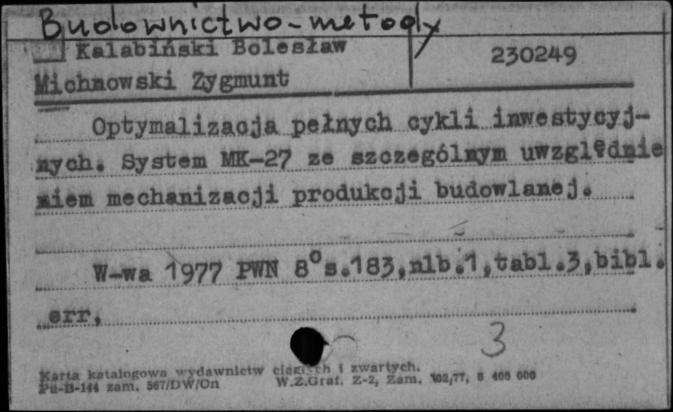 Budownictwo-metody
Kalabiński Bolesław
230249
Michnowski Zygmunt
Optymalizacja pełnych cykli inwestycyj-
nych. System MK-27 ze szczególnym uwzględnie
niem mechanizacji produkcji budowlanej.
W-wa 1977 PWN 8° s.183,nlb.1,tabl.3,bibl.
err.
3
Karta katalogowa wydawnictw ciągłych i zwartych.
Pu-B-144 zam. 567/DW/On W.Z.Graf. Z-2, Zam. 102/77, 8 400 000